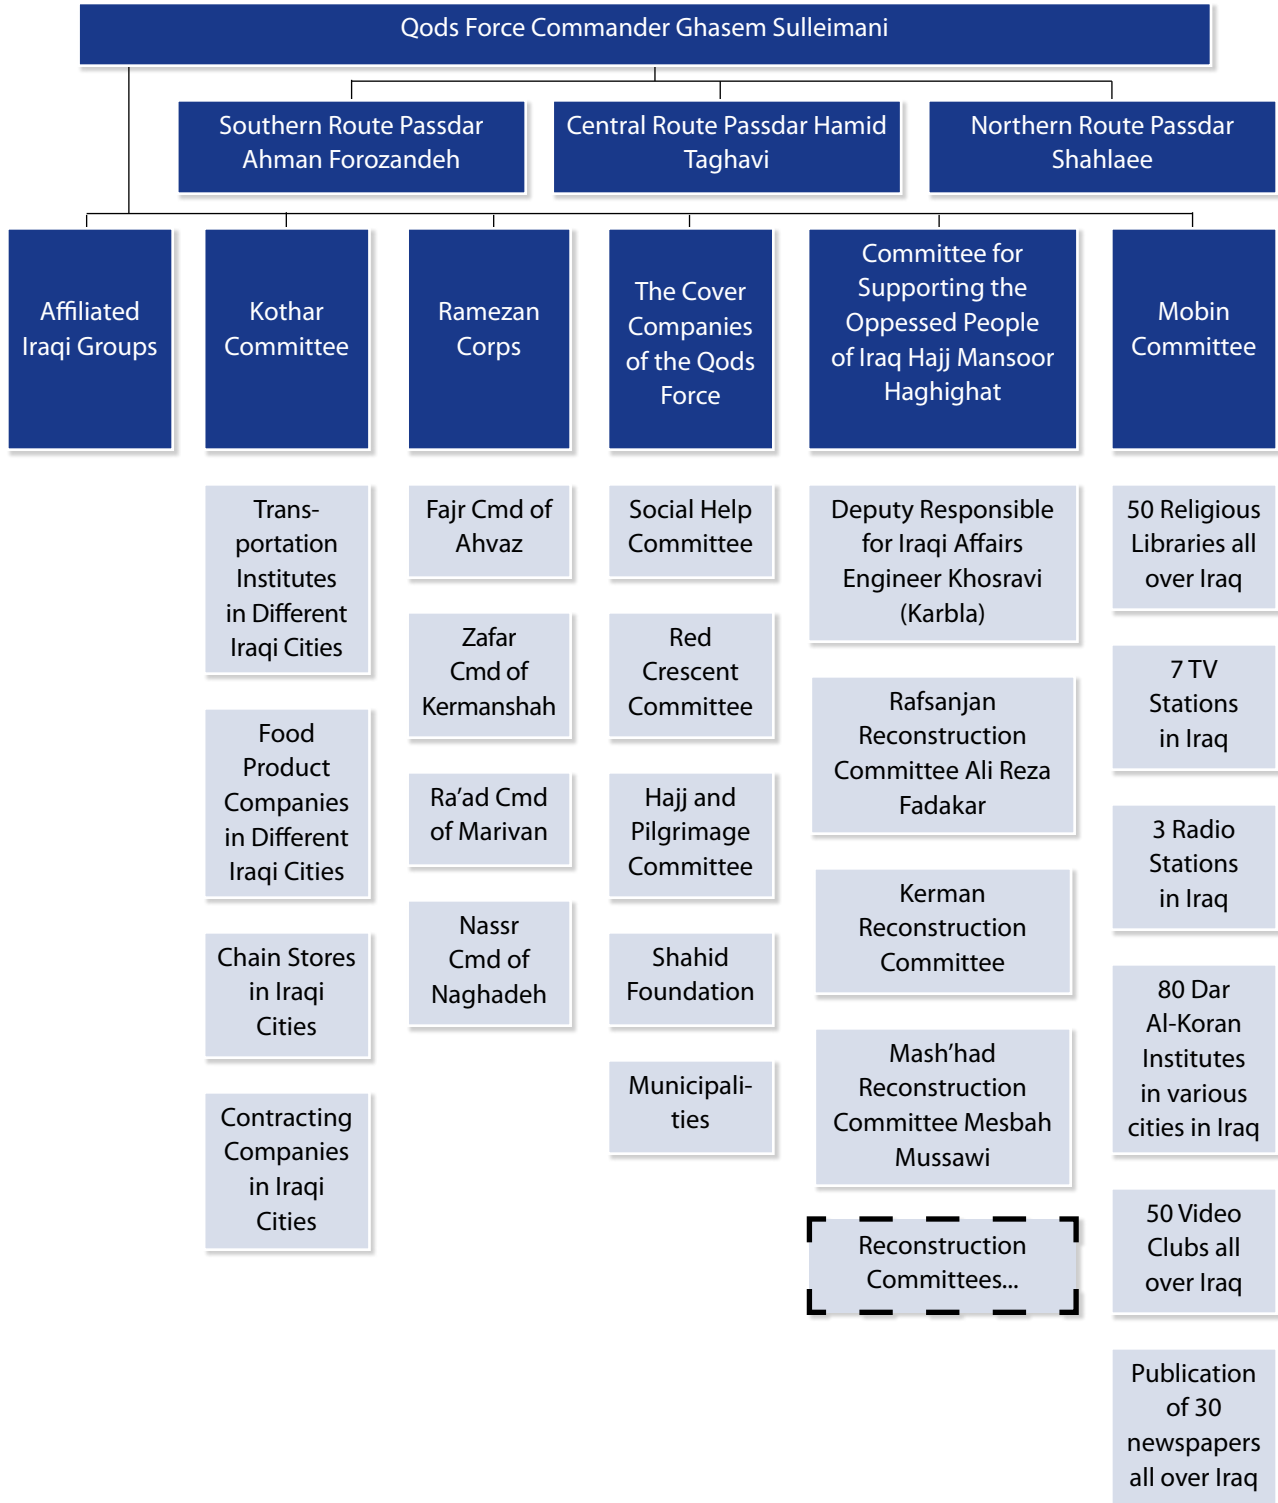 Qods Force Commander Ghasem Sulleimani
Southern Route Passdar
Ahman Forozandeh
Central Route Passdar Hamid
Taghavi
Northern Route Passdar
Shahlaee
Affiliated
Iraqi Groups
Kothar
Committee
Ramezan
Corps
The Cover
Companies
of the Qods
Force
Committee for
Supporting the
Oppessed People
of Iraq Hajj Mansoor
Haghighat
Mobin
Committee
Trans-
portation
Institutes
in Different
Iraqi Cities
Food
Product
Companies
in Different
Iraqi Cities
Chain Stores
in Iraqi
Cities
Contracting
Companies
in Iraqi
Cities
Fajr Cmd of
Ahvaz
Zafar
Cmd of
Kermanshah
Ra’ad Cmd
of Marivan
Nassr
Cmd of
Naghadeh
Social Help
Committee
Red
Crescent
Committee
Hajj and
Pilgrimage
Committee
Shahid
Foundation
Municipali-
ties
Deputy Responsible
for Iraqi Affairs
Engineer Khosravi
(Karbla)
Rafsanjan
Reconstruction
Committee Ali Reza
Fadakar
Kerman
Reconstruction
Committee
Mash’had
Reconstruction
Committee Mesbah
Mussawi
Reconstruction
Committees...
50 Religious
Libraries all
over Iraq
7 TV
Stations
in Iraq
3 Radio
Stations
in Iraq
80 Dar
Al-Koran
Institutes
in various
cities in Iraq
50 Video
Clubs all
over Iraq
Publication
of 30
newspapers
all over Iraq